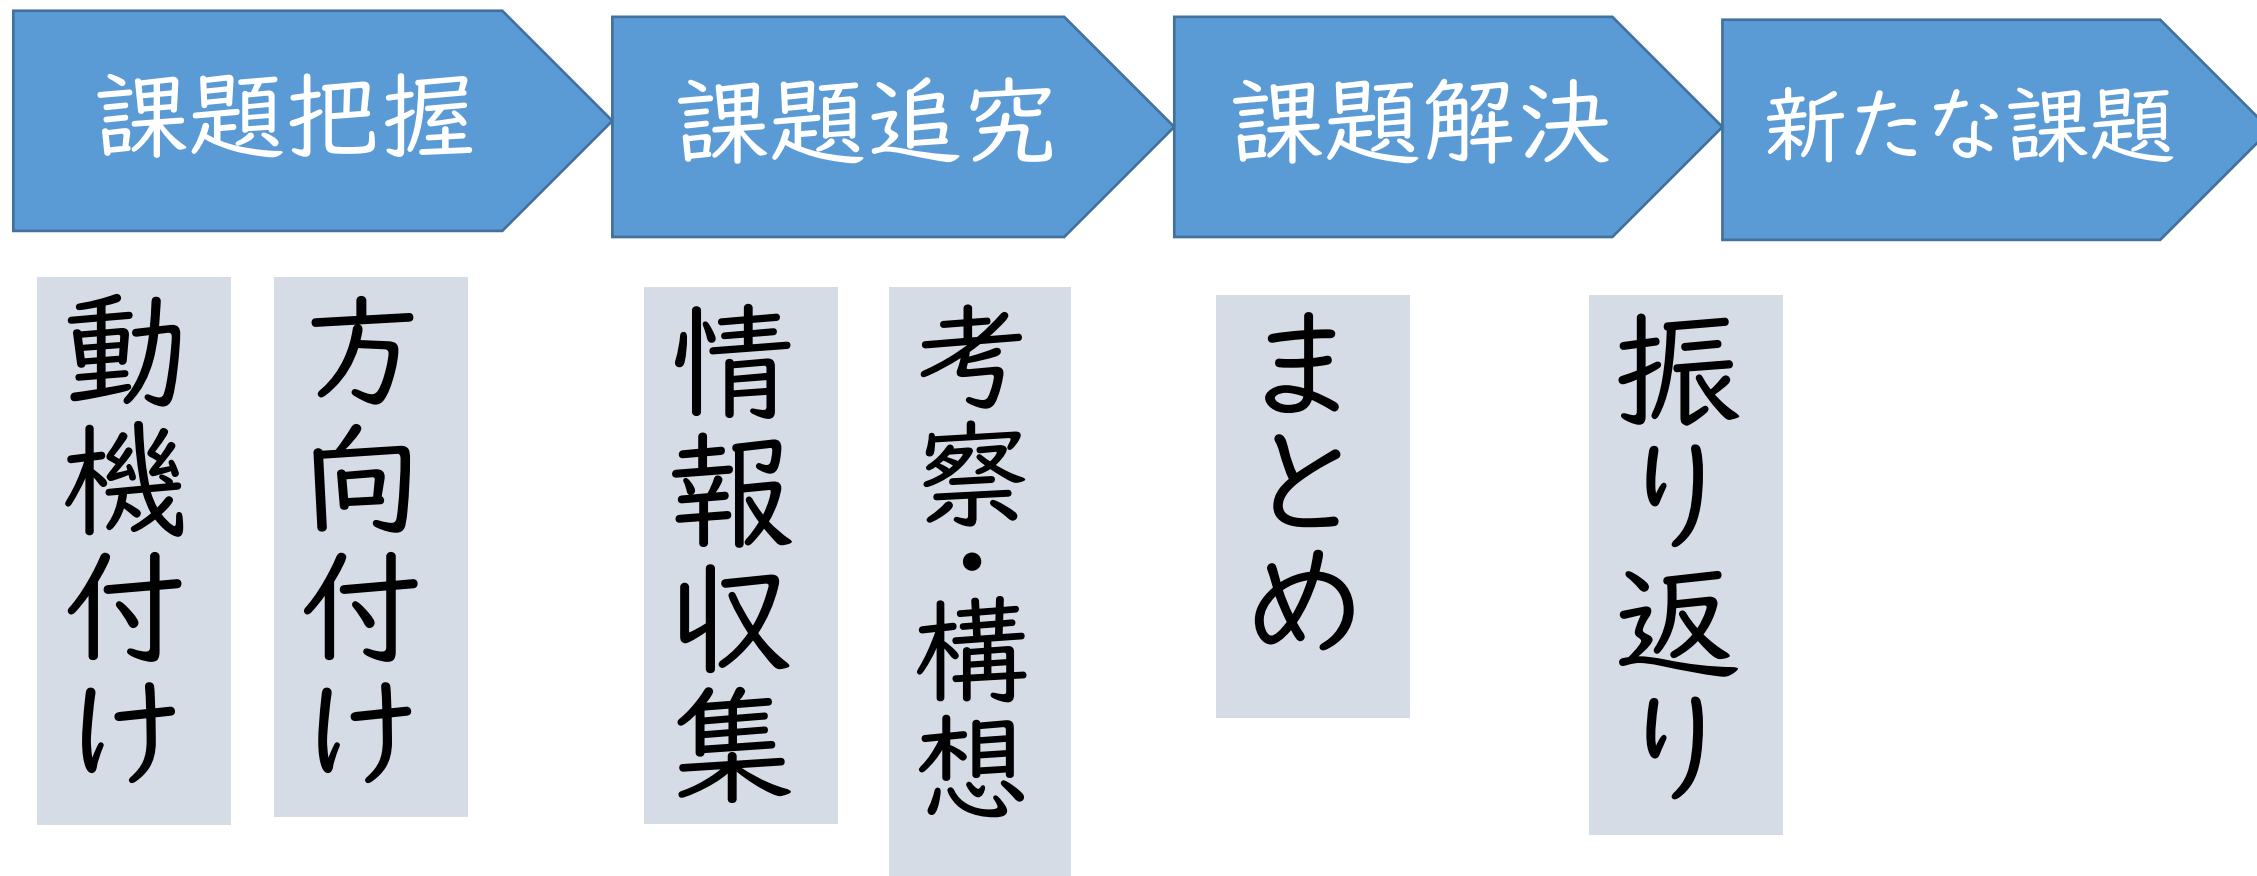 課題把握
課題追究
課題解決
新たな課題
動機付け
方向付け
情報収集
考察・構想
まとめ
振り返り